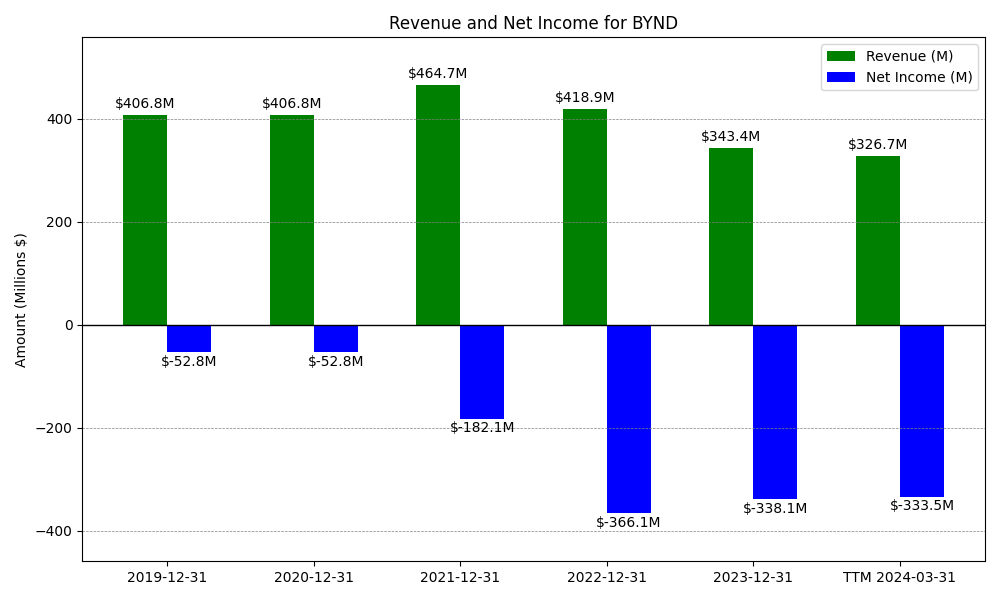 Revenue and Net Income for BYND
Revenue (M)
Net Income (M)
$406.8M
$406.8M
$464.7M
$418.9M
$343.4M
$326.7M
$-52.8M
$-52.8M
$-182.1M
$-366.1M
$-338.1M
$-333.5M
400
200
0
−200
−400
Amount (Millions $)
2019-12-31
2020-12-31
2021-12-31
2022-12-31
2023-12-31
TTM 2024-03-31